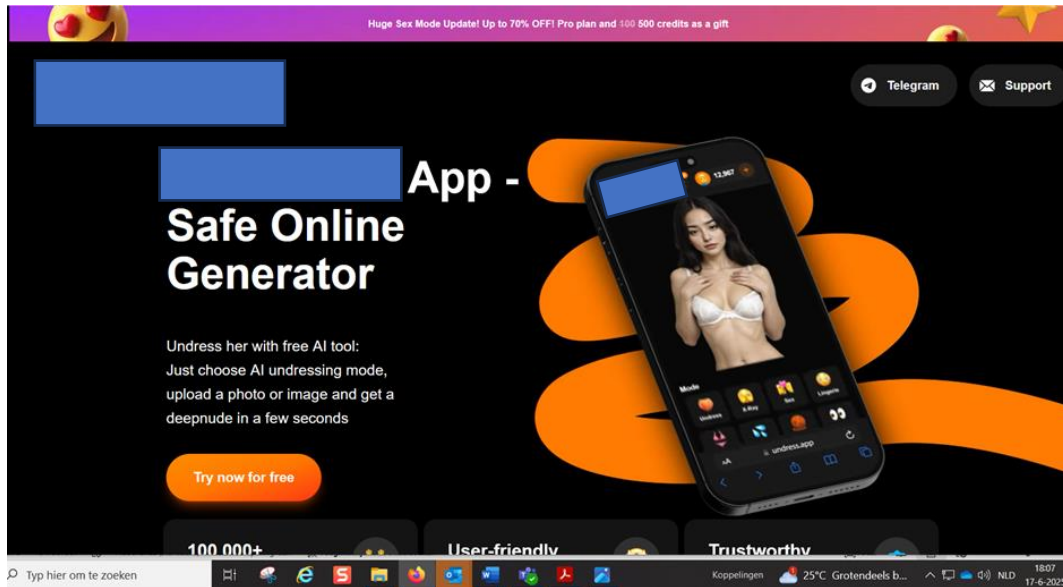 Huge Sex Mode Update! Up to 70% OFF! Pro plan and 100 500 credits as a gift
Telegram
Support
App -
Safe Online
Generator
12,967
Undress her with free AI tool:
Just choose AI undressing mode,
upload a photo or image and get a
deepnude in a few seconds
Mode
Undress
X-Ray
Sex
Lingerie
AA
undress.app
Try now for free
100 000+
User-friendly
Trustworthy
Typ hier om te zoeken
Koppelingen
25°C Grotendeels b...
NLD
18:07